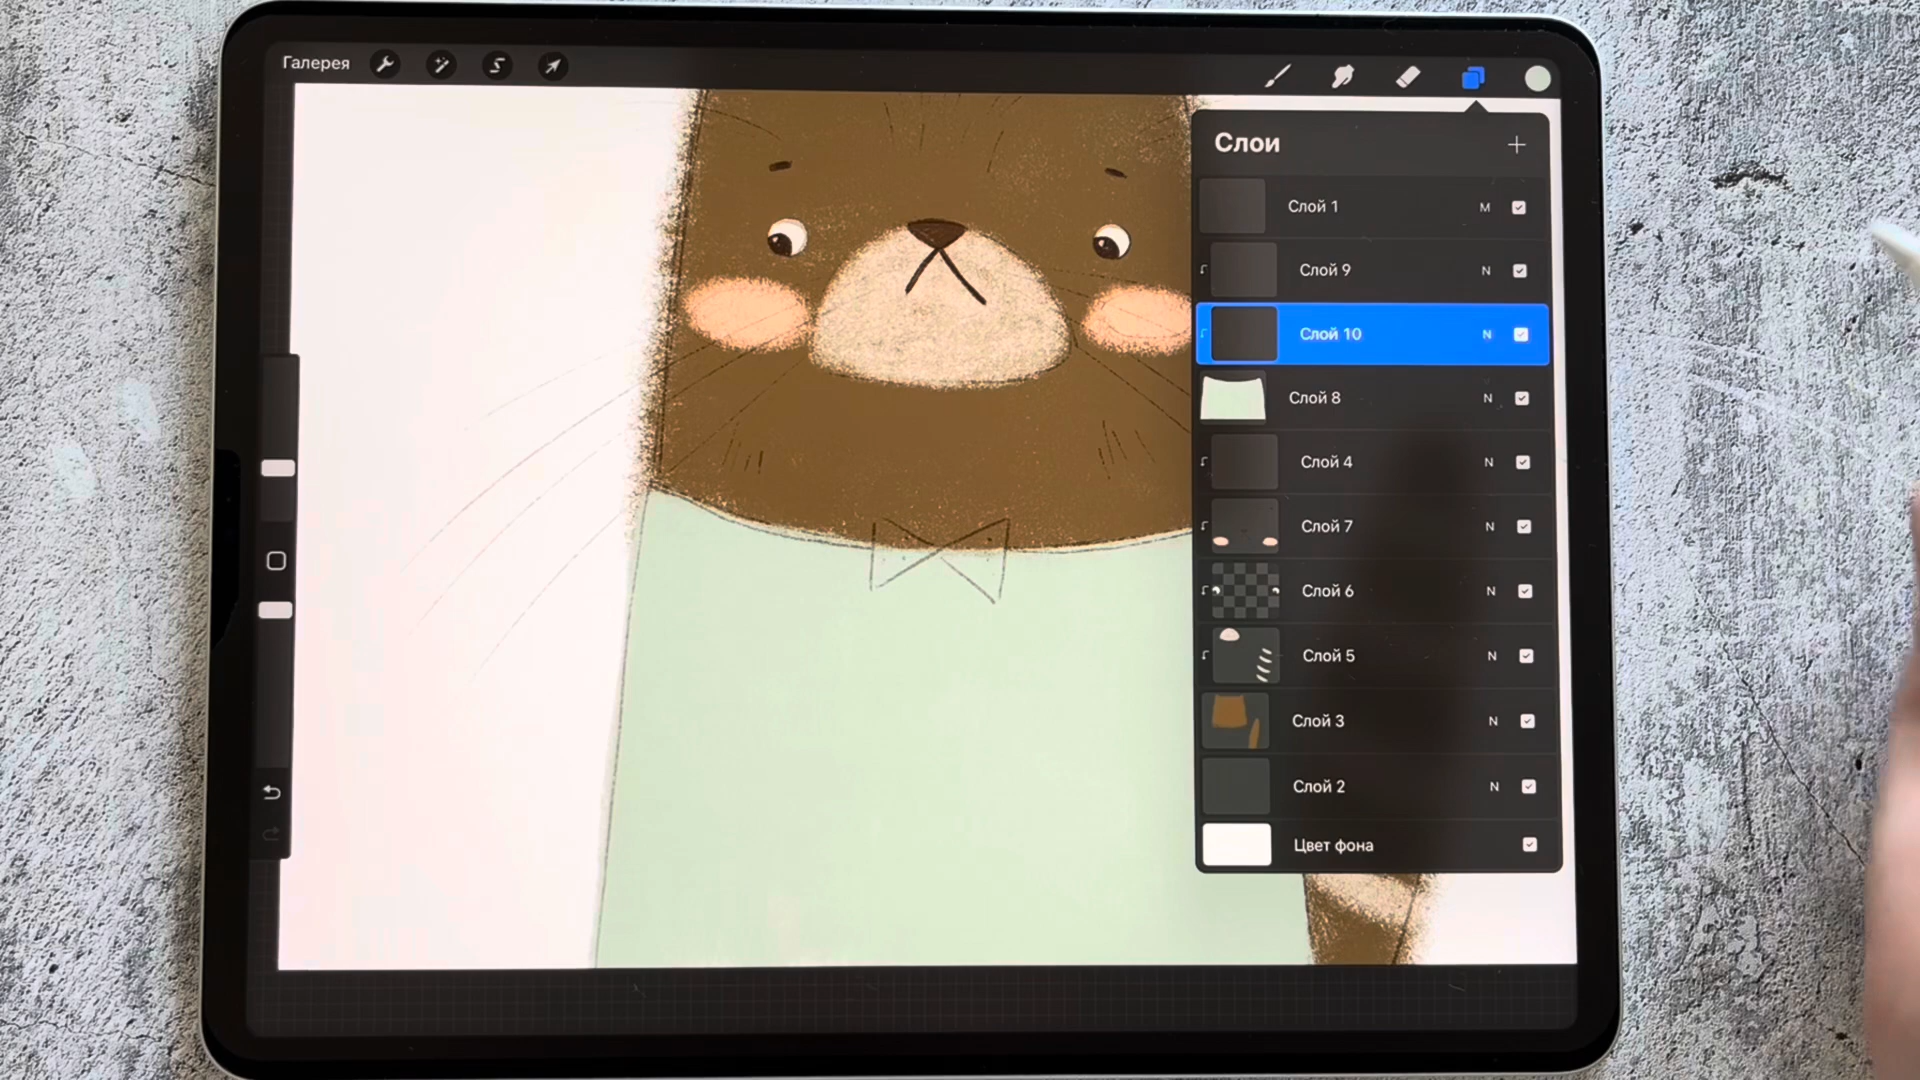 Галерея
Слои
Слой 1 M
Слой 9 N
Слой 10 N
Слой 8 N
Слой 4 N
Слой 7 N
Слой 6 N
Слой 5 N
Слой 3 N
Слой 2 N
Цвет фона